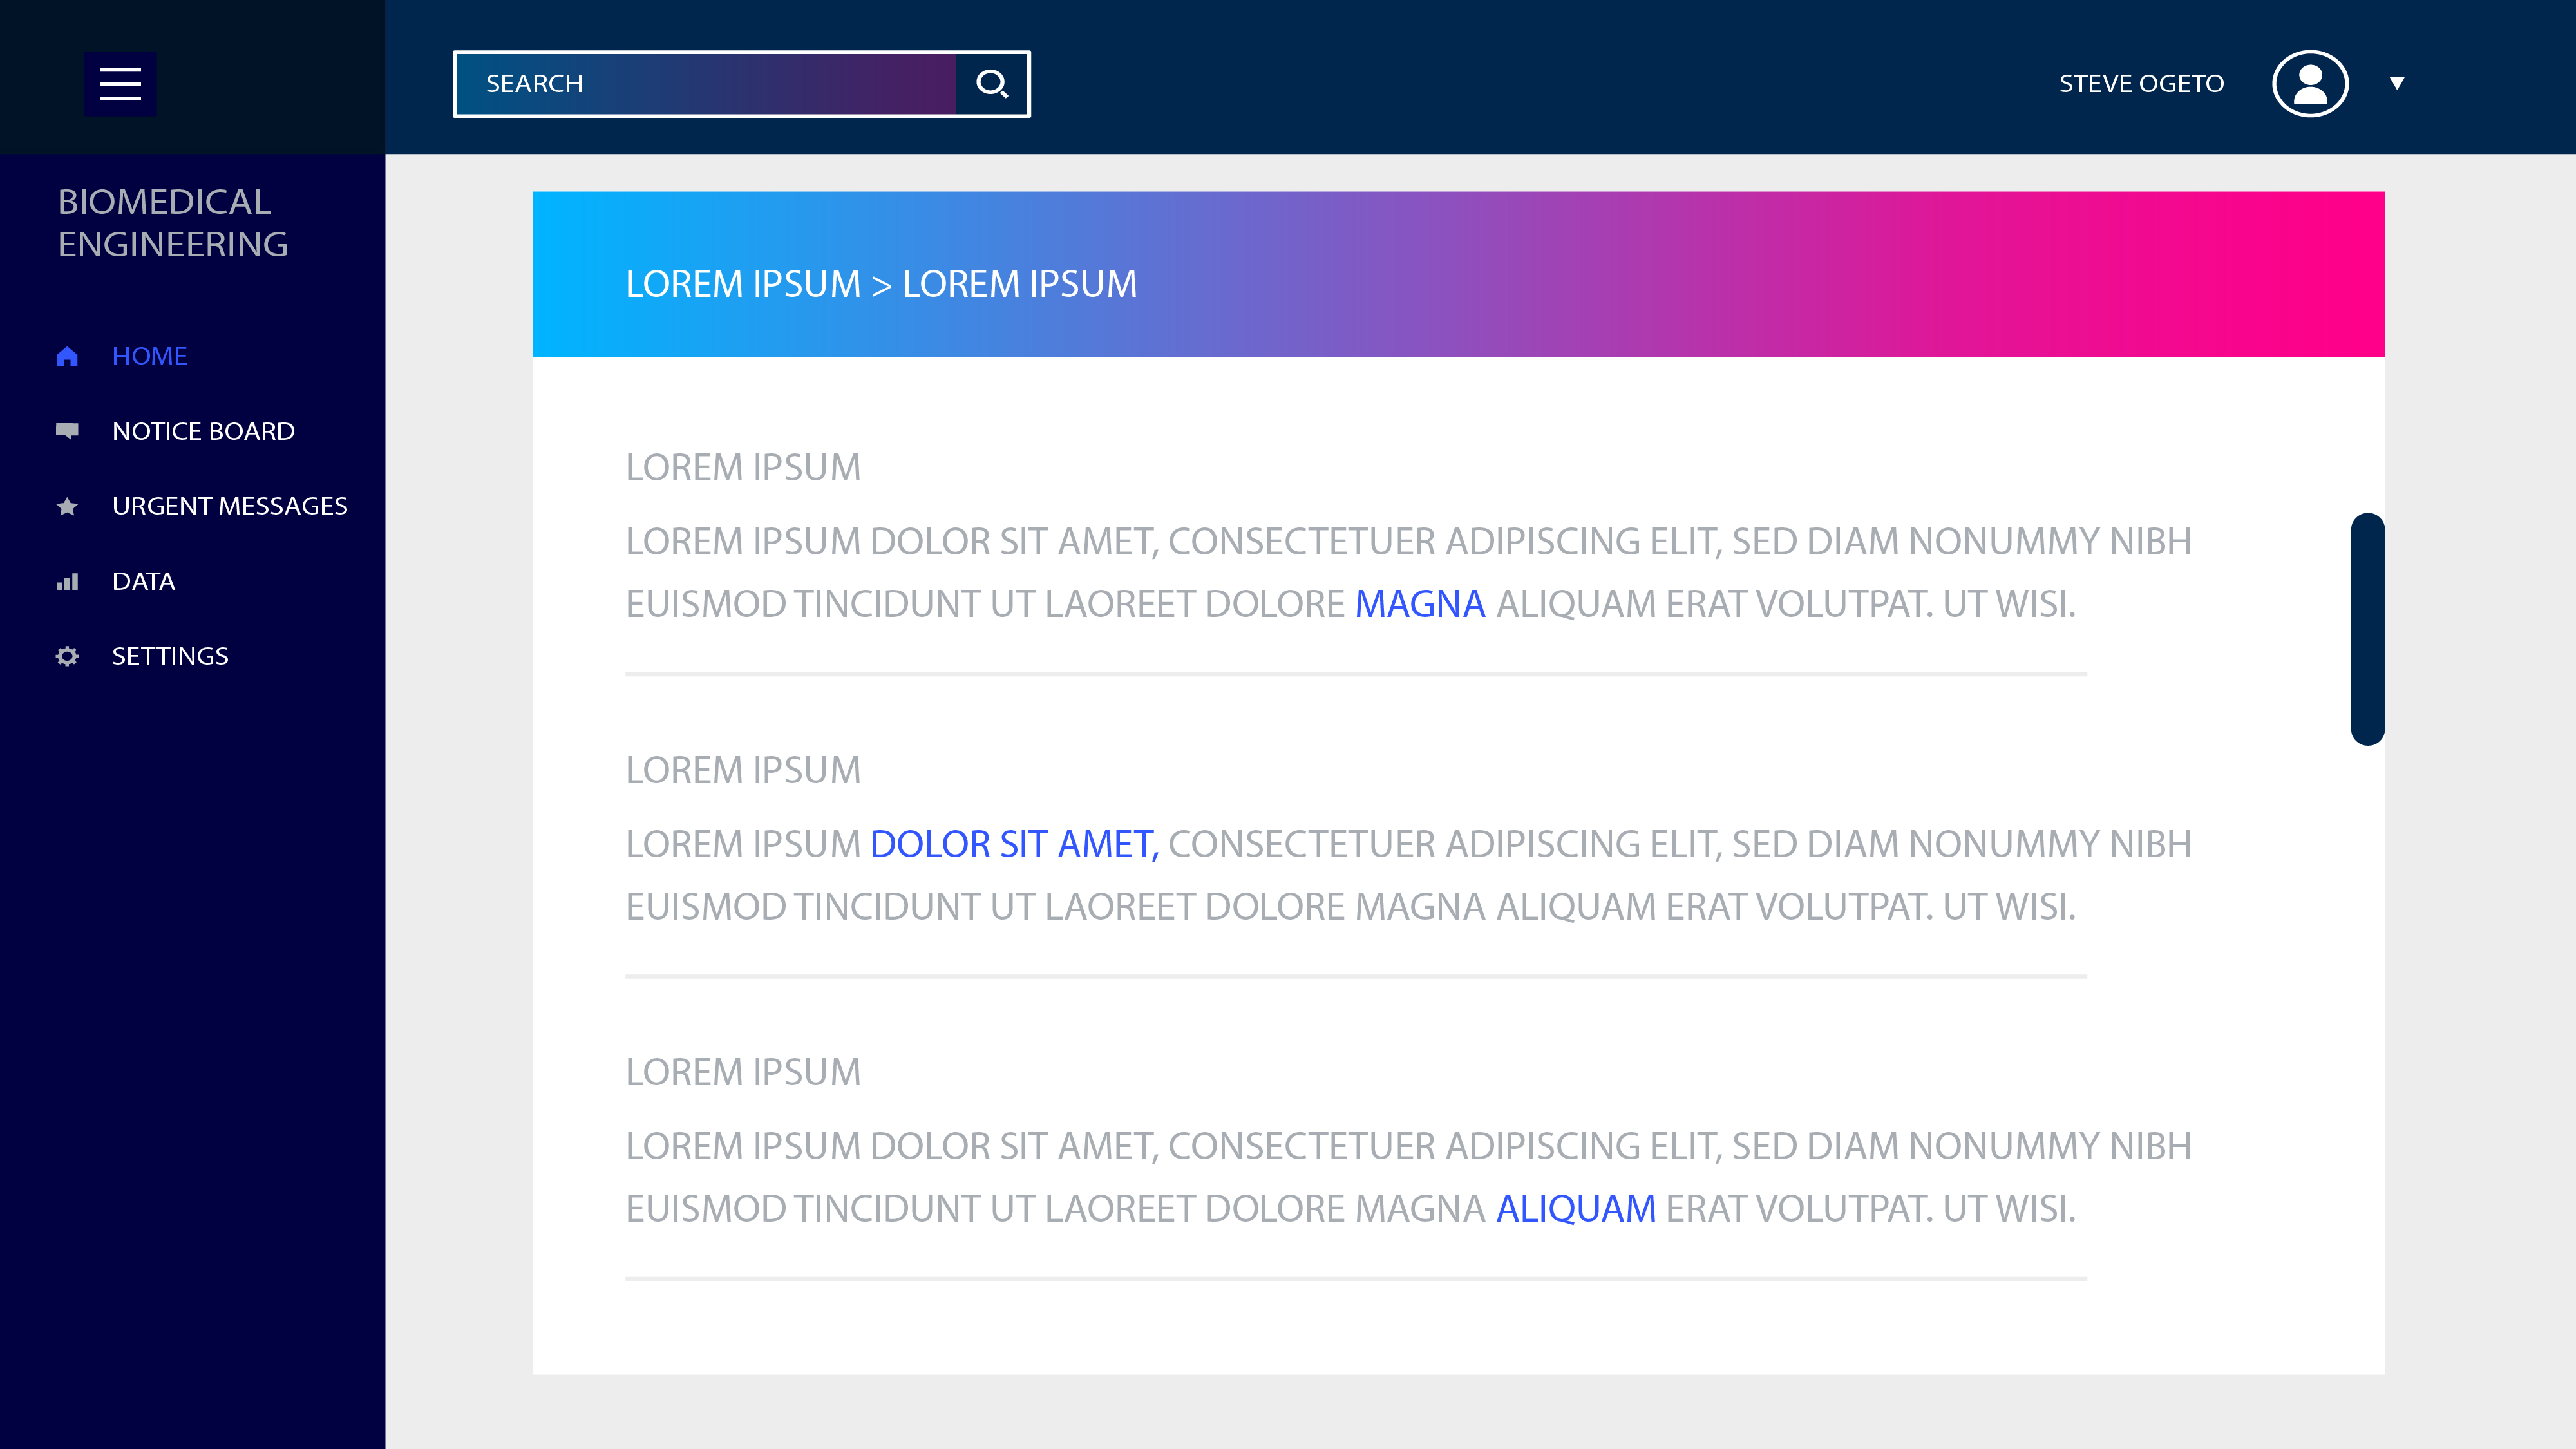 SEARCH
STEVE OGETO
BIOMEDICAL
ENGINEERING
HOME
NOTICE BOARD
URGENT MESSAGES
DATA
SETTINGS
LOREM IPSUM > LOREM IPSUM
LOREM IPSUM
LOREM IPSUM DOLOR SIT AMET, CONSECTETUER ADIPISCING ELIT, SED DIAM NONUMMY NIBH
EUISMOD TINCIDUNT UT LAOREET DOLORE MAGNA ALIQUAM ERAT VOLUTPAT. UT WISI.
LOREM IPSUM
LOREM IPSUM DOLOR SIT AMET, CONSECTETUER ADIPISCING ELIT, SED DIAM NONUMMY NIBH
EUISMOD TINCIDUNT UT LAOREET DOLORE MAGNA ALIQUAM ERAT VOLUTPAT. UT WISI.
LOREM IPSUM
LOREM IPSUM DOLOR SIT AMET, CONSECTETUER ADIPISCING ELIT, SED DIAM NONUMMY NIBH
EUISMOD TINCIDUNT UT LAOREET DOLORE MAGNA ALIQUAM ERAT VOLUTPAT. UT WISI.